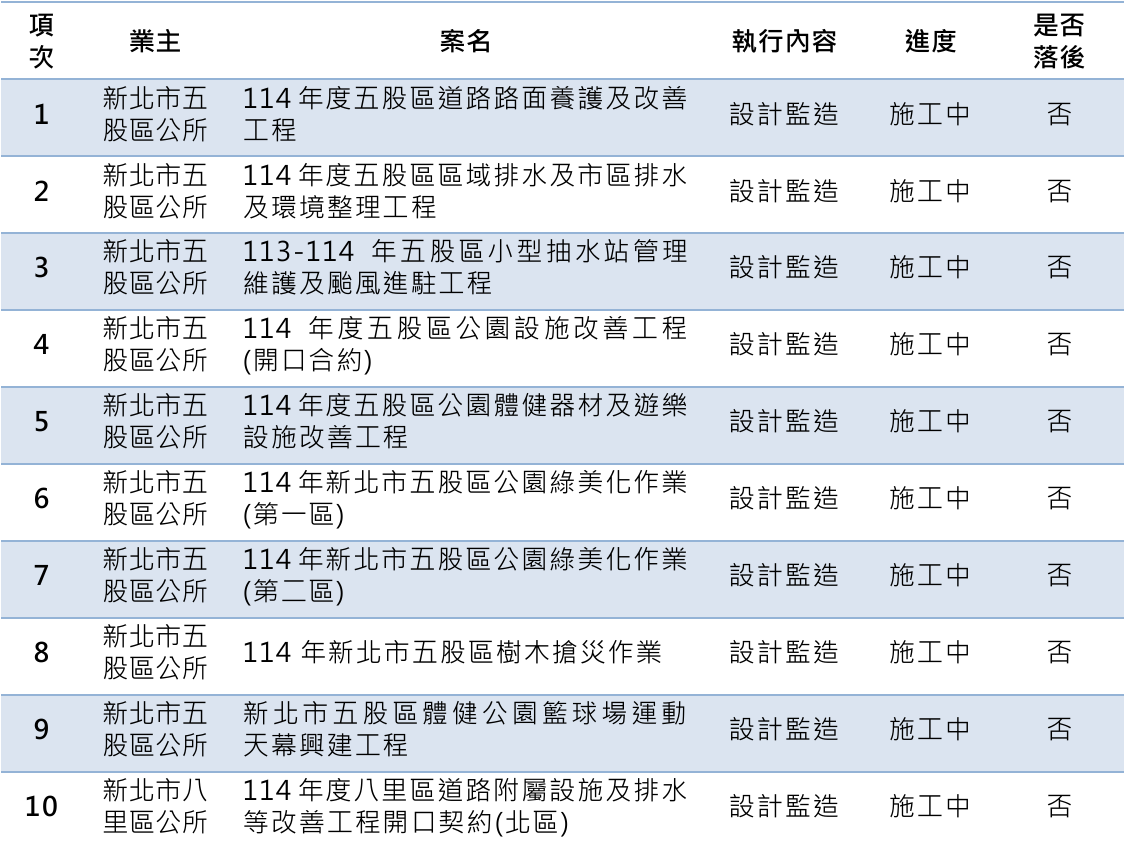 項次 業主 案名 執行內容 進度 是否落後
1 新北市五 114 年度五股區道路路面養護及改善 設計監造 施工中 否
股區公所 工程
2 新北市五 114 年度五股區區域排水及市區排水 設計監造 施工中 否
股區公所 及環境整理工程
3 新北市五 113-114 年五股區小型抽水站管理 設計監造 施工中 否
股區公所 維護及颱風進駐工程
4 新北市五 114 年度五股區公園設施改善工程 設計監造 施工中 否
股區公所 (開口合約)
5 新北市五 114 年度五股區公園體健器材及遊樂 設計監造 施工中 否
股區公所 設施改善工程
6 新北市五 114 年新北市五股區公園綠美化作業 設計監造 施工中 否
股區公所 (第一區)
7 新北市五 114 年新北市五股區公園綠美化作業 設計監造 施工中 否
股區公所 (第二區)
8 新北市五 114 年新北市五股區樹木搶災作業 設計監造 施工中 否
股區公所
9 新北市五 新北市五股區體健公園籃球場運動 設計監造 施工中 否
股區公所 天幕興建工程
10 新北市八 114 年度八里區道路附屬設施及排水 設計監造 施工中 否
里區公所 等改善工程開口契約(北區)